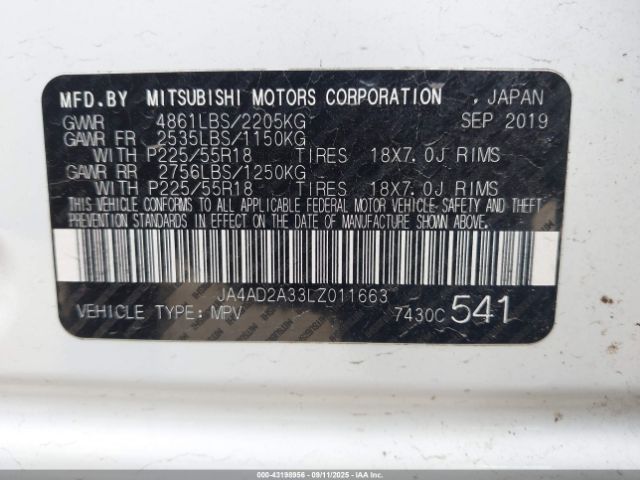 MFD.BY MITSUBISHI MOTORS CORPORATION , JAPAN
GVWR 4861LBS/2205KG SEP 2019
GAWR FR 2535LBS/1150KG
WITH P225/55R18 TIRES 18X7.0J RIMS
GAWR RR 2756LBS/1250KG
WITH P225/55R18 TIRES 18X7.0J RIMS
THIS VEHICLE CONFORMS TO ALL APPLICABLE FEDERAL MOTOR VEHICLE SAFETY AND THEFT
PREVENTION STANDARDS IN EFFECT ON THE DATE OF MANUFACTURE SHOWN ABOVE.
JA4AD2A33LZ011663
VEHICLE TYPE: MPV 7430C 541
000-43198956 - 09/11/2025 - IAAI.COM